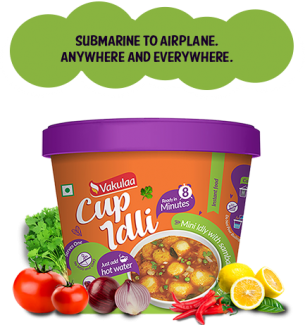 SUBMARINE TO AIRPLANE.
ANYWHERE AND EVERYWHERE.
Vakulaa
Cup
Idli
Ready in
8
Minutes
Instant food
Just add
hot water
Mini Idly with sambar